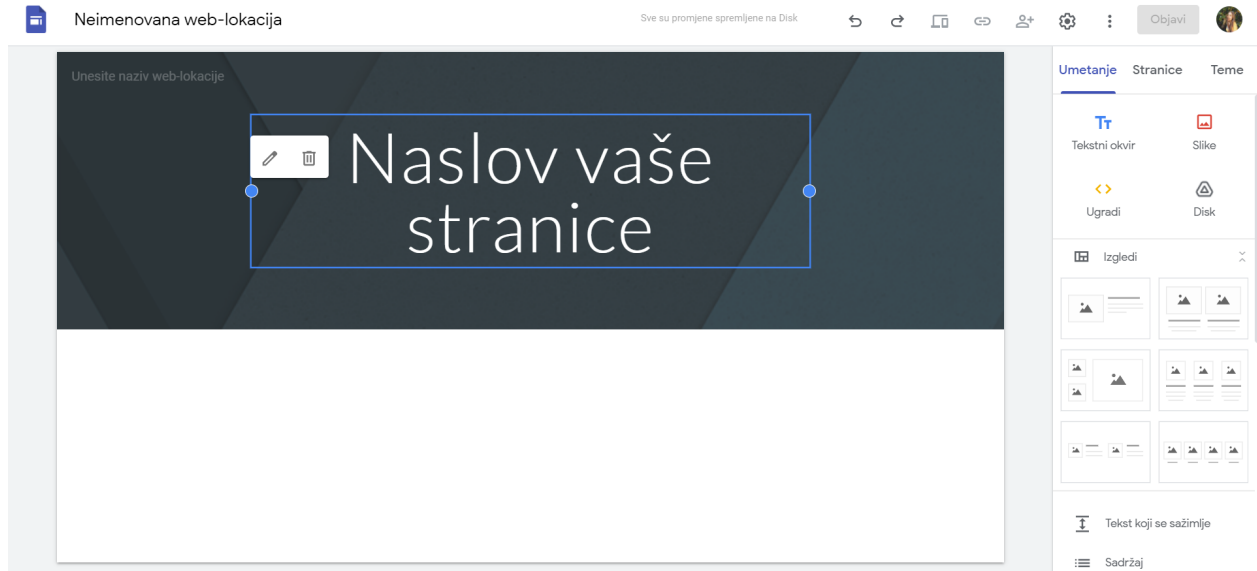 Neimenovana web-lokacija
Sve su promjene spremljene na Disk
Objavi
Unesite naziv web-lokacije
Naslov vaše
stranice
Umetanje Stranice Teme
Tekstni okvir Slike
Ugradi Disk
Izgledi
Tekst koji se sažimlje
Sadržaj